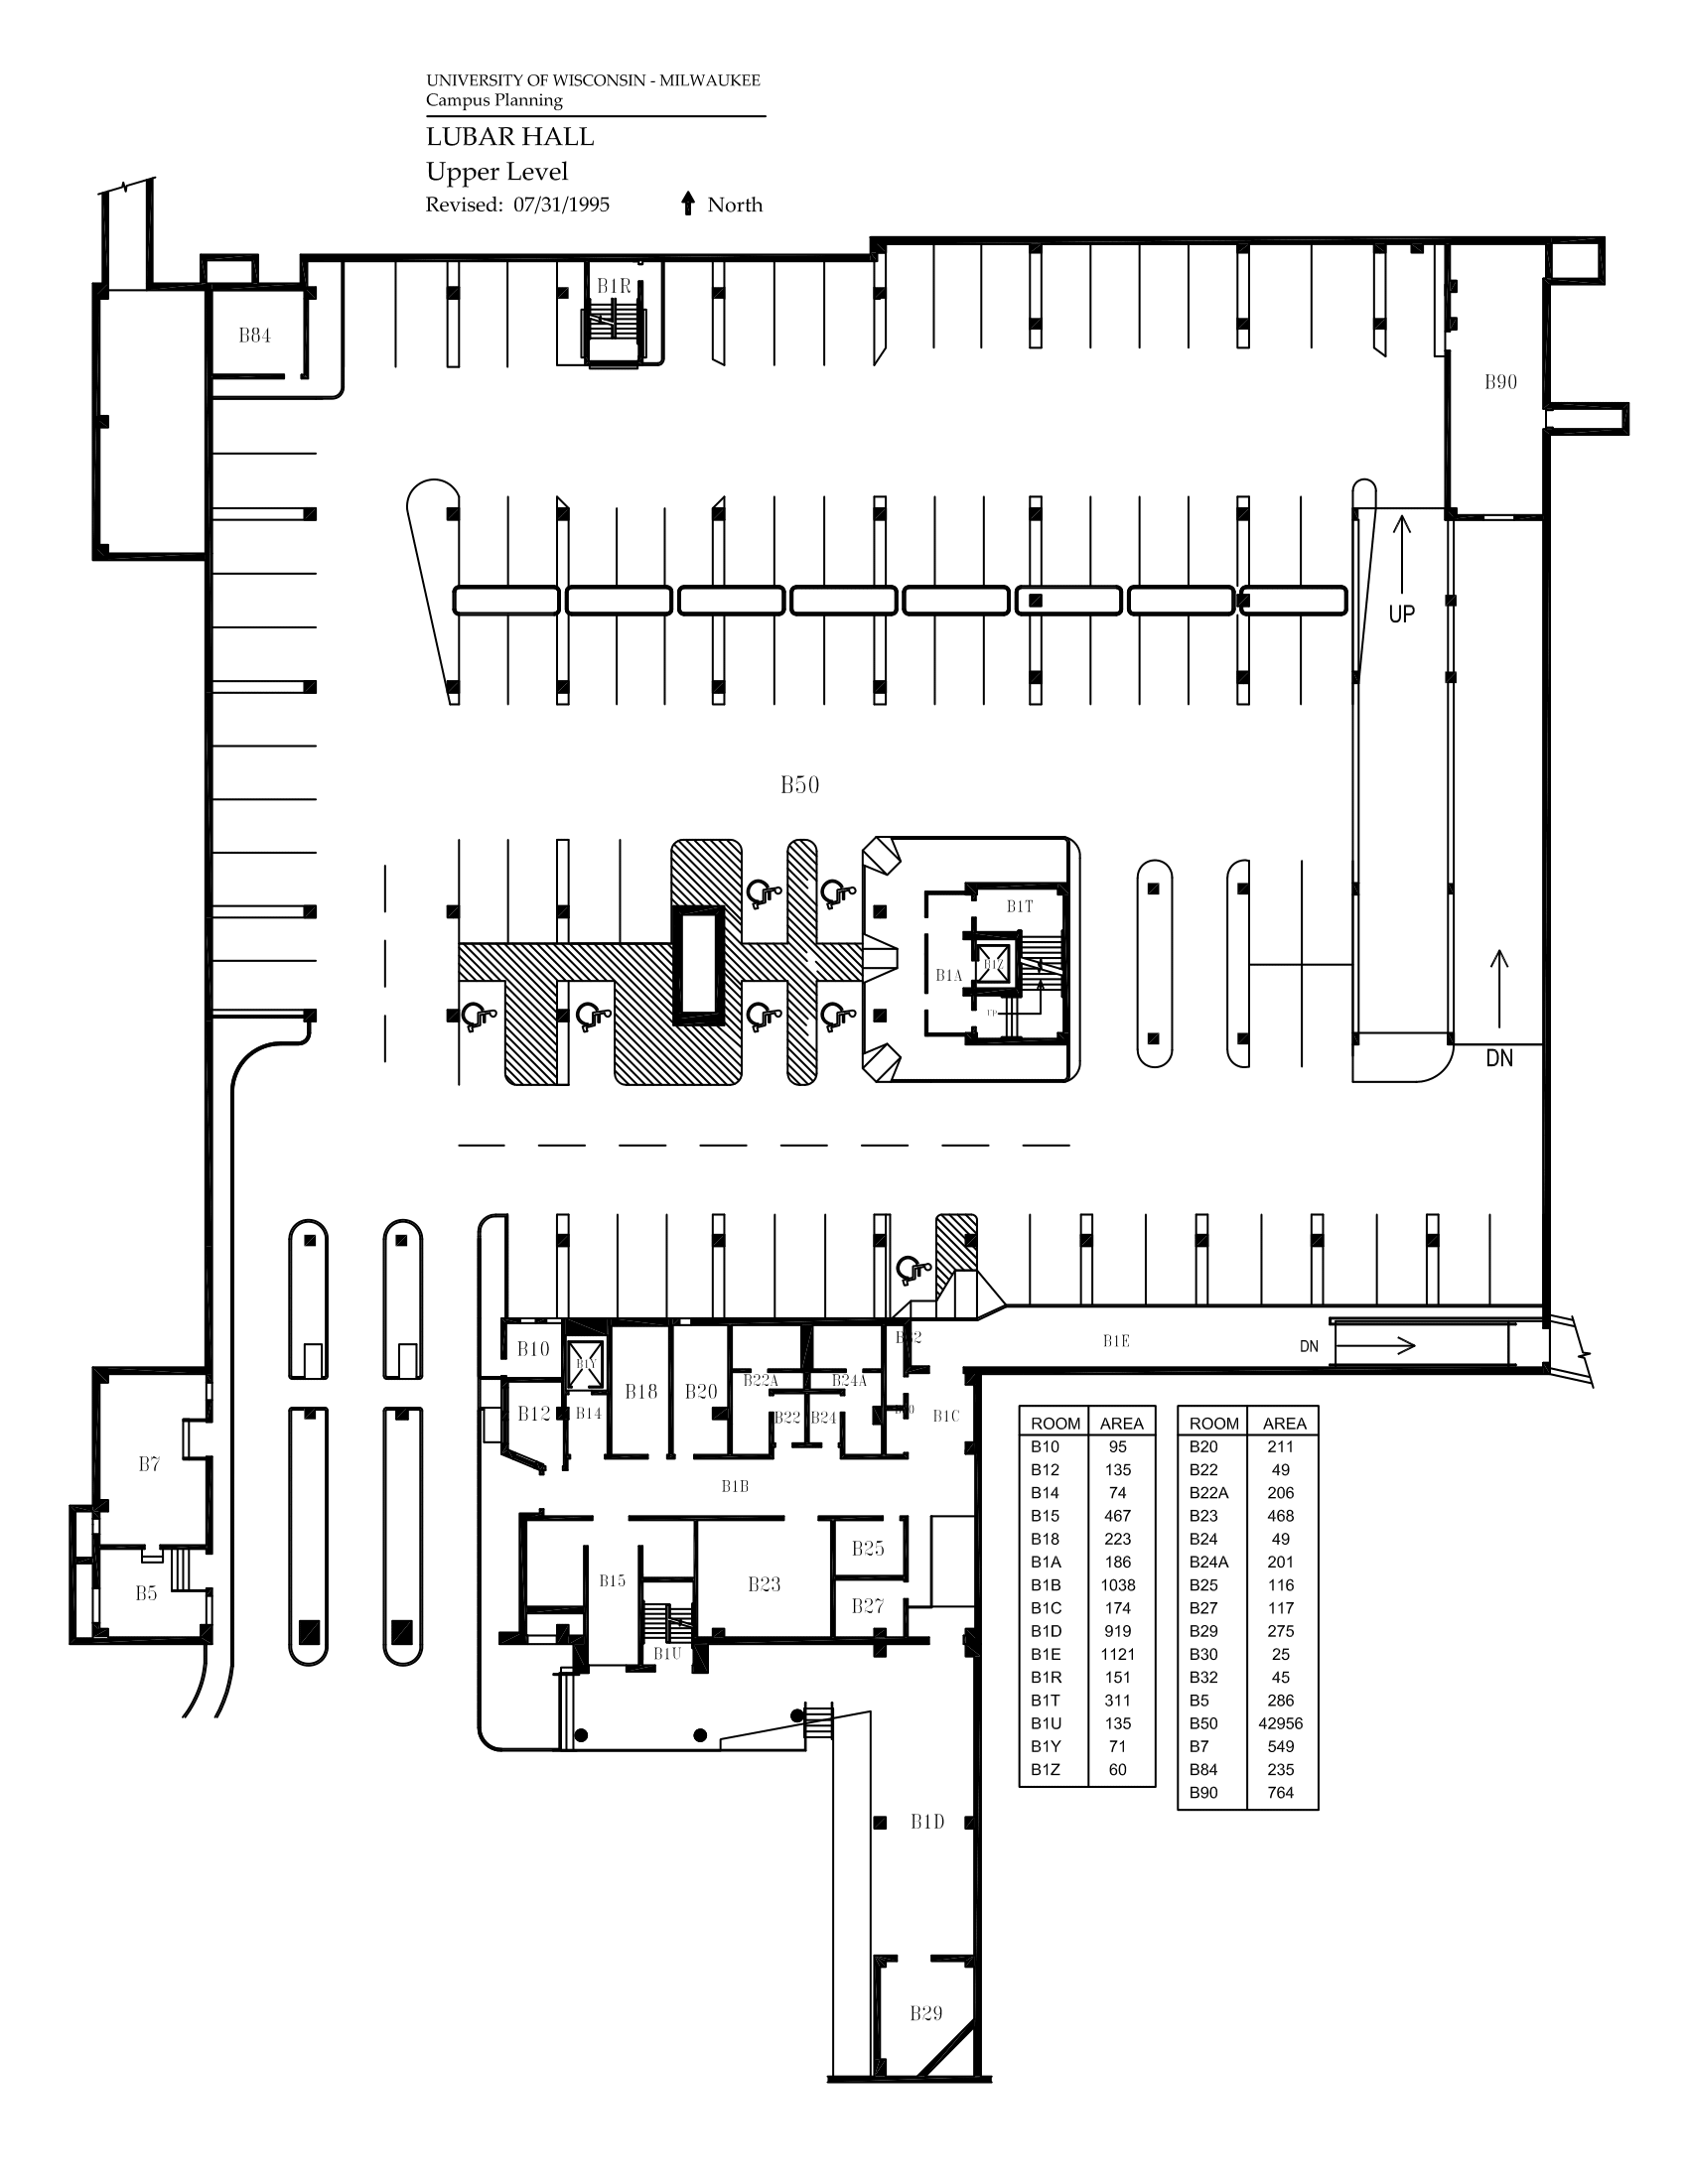 UNIVERSITY OF WISCONSIN - MILWAUKEE
Campus Planning
LUBAR HALL
Upper Level
Revised: 07/31/1995 North
B1R
B84
B90
UP
B50
B1T
B1A
B1Z
UP
DN
B1E
DN
B32
B10
B1Y
B18
B20
B22A
B24A
B12
B14
B22
B24
B30
B1C
B7
B1B
B5
B15
B23
B25
B27
B1U
B1D
B29
ROOM AREA
B10 95
B12 135
B14 74
B15 467
B18 223
B1A 186
B1B 1038
B1C 174
B1D 919
B1E 1121
B1R 151
B1T 311
B1U 135
B1Y 71
B1Z 60
ROOM AREA
B20 211
B22 49
B22A 206
B23 468
B24 49
B24A 201
B25 116
B27 117
B29 275
B30 25
B32 45
B5 286
B50 42956
B7 549
B84 235
B90 764